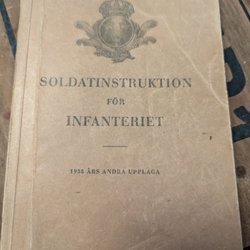 SOLDATINSTRUKTION
FÖR
INFANTERIET
1938 ÅRS ANDRA UPPLAGA